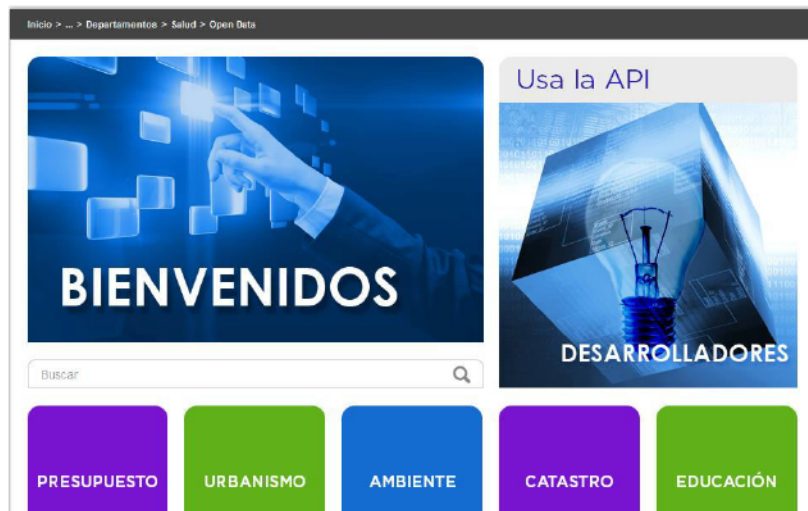 Inicio > ... > Departamentos > Salud > Open Data
Usa la API
BIENVENIDOS
DESARROLLADORES
Buscar
PRESUPUESTO
URBANISMO
AMBIENTE
CATASTRO
EDUCACIÓN